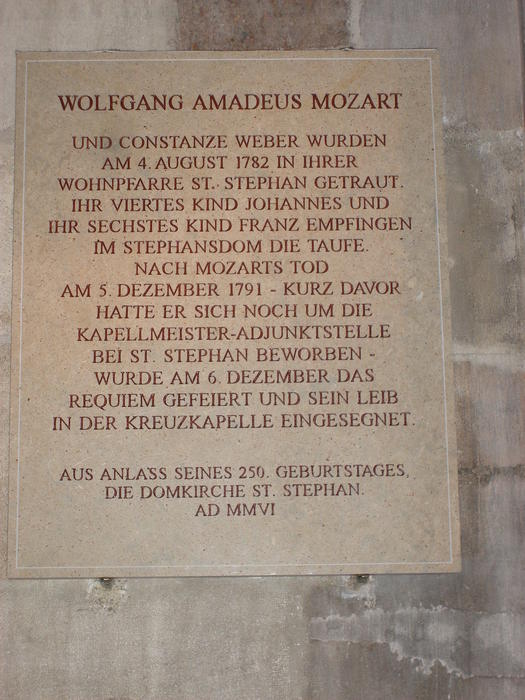 WOLFGANG AMADEUS MOZART
UND CONSTANZE WEBER WURDEN
AM 4. AUGUST 1782 IN IHRER
WOHNPFARRE ST. STEPHAN GETRAUT.
IHR VIERTES KIND JOHANNES UND
IHR SECHSTES KIND FRANZ EMPFINGEN
IM STEPHANSDOM DIE TAUFE.
NACH MOZARTS TOD
AM 5. DEZEMBER 1791 - KURZ DAVOR
HATTE ER SICH NOCH UM DIE
KAPELLMEISTER-ADJUNKTSTELLE
BEI ST. STEPHAN BEWORBEN -
WURDE AM 6. DEZEMBER DAS
REQUIEM GEFEIERT UND SEIN LEIB
IN DER KREUZKAPELLE EINGESEGNET.
AUS ANLASS SEINES 250. GEBURTSTAGES,
DIE DOMKIRCHE ST. STEPHAN.
AD MMVI